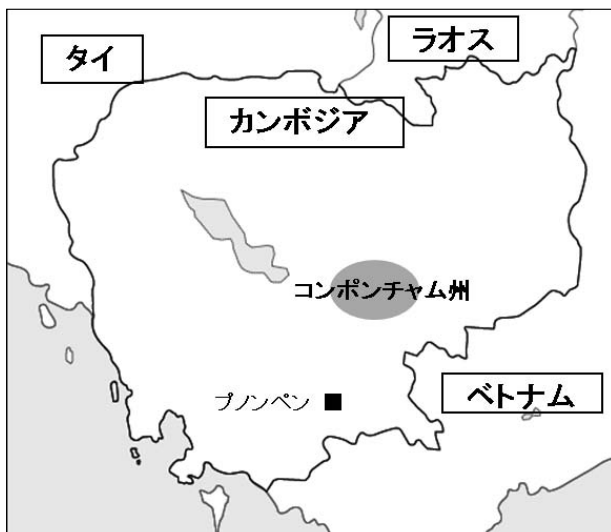 ラオス
タイ
カンボジア
コンポンチャム州
プノンペン
ベトナム